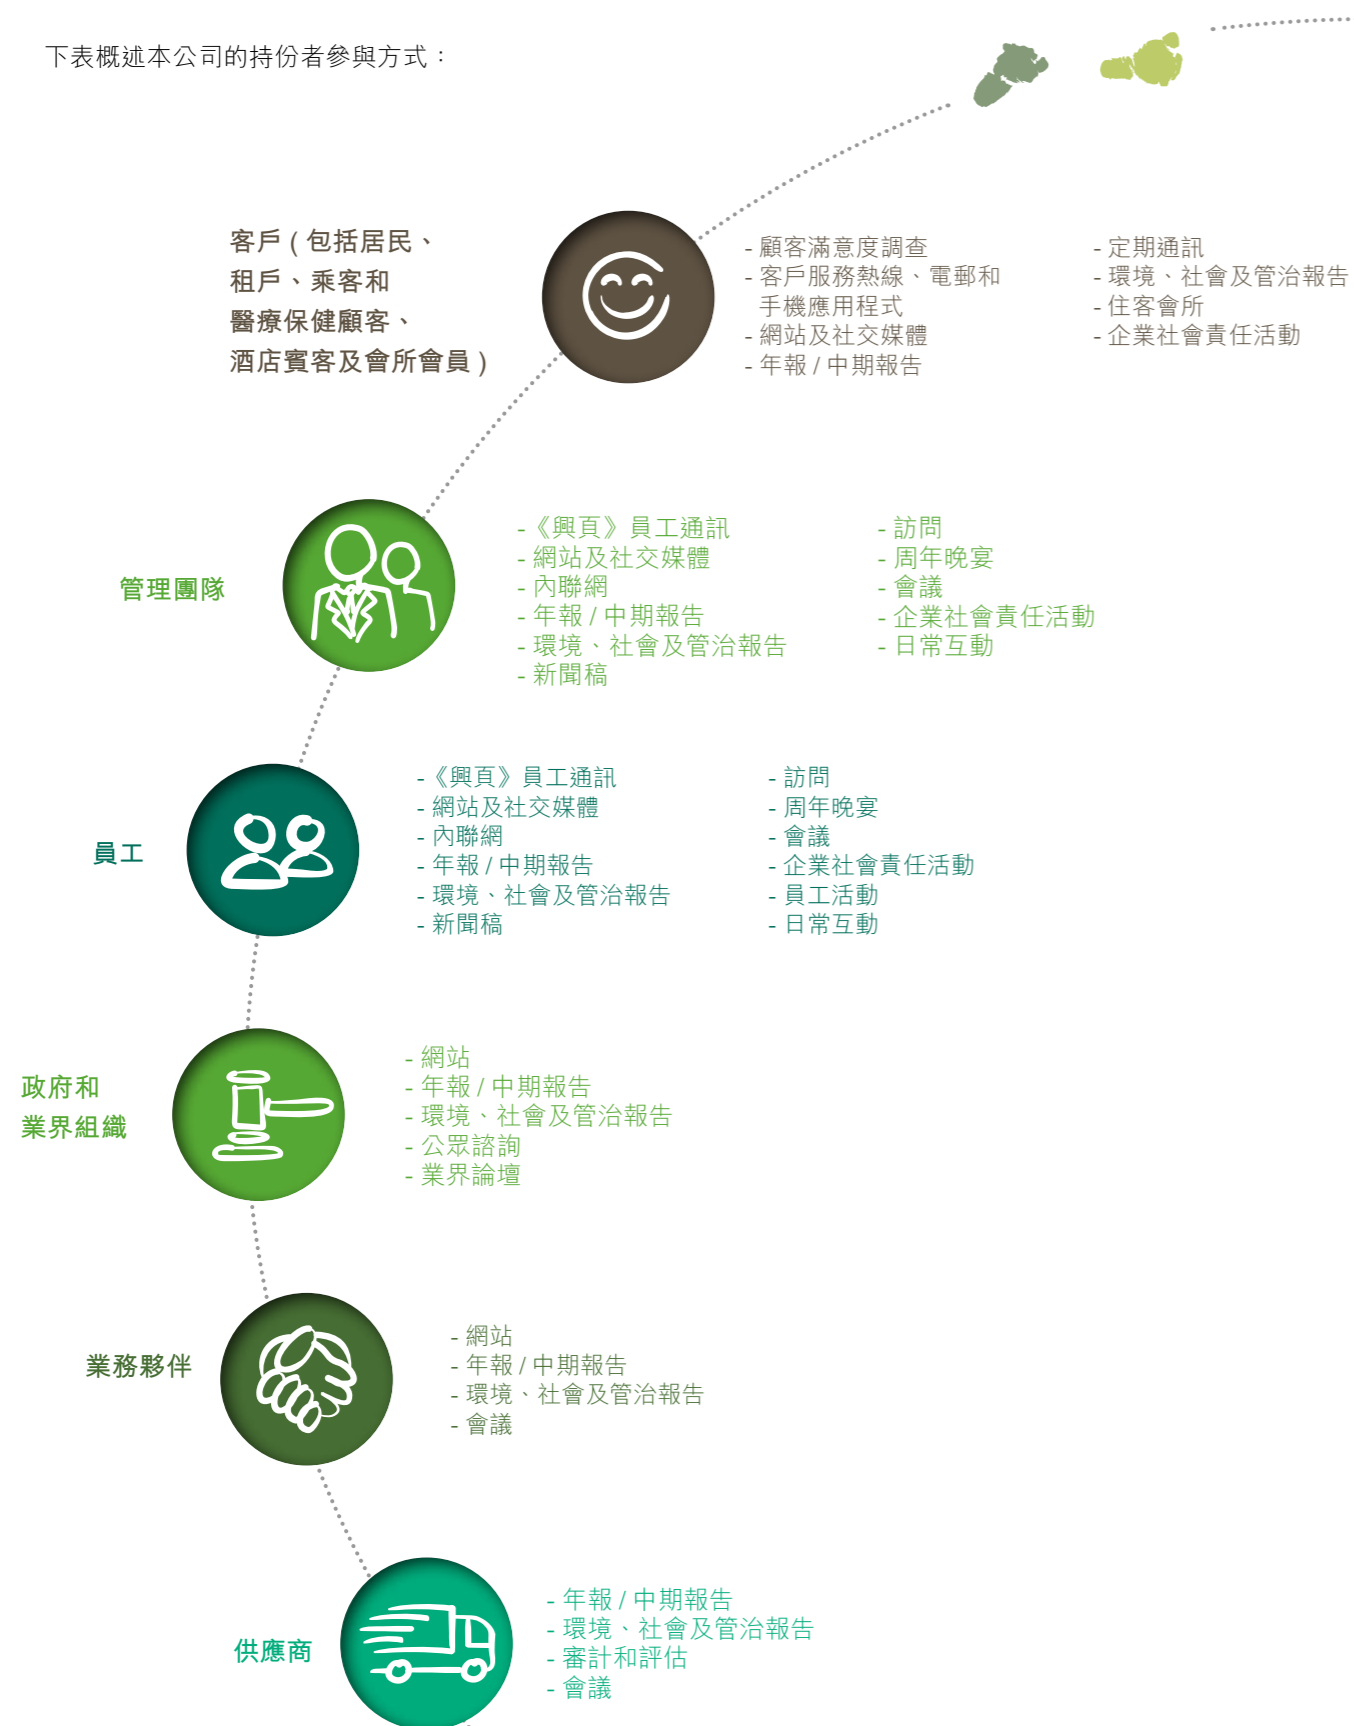 下表概述本公司的持份者參與方式：
客戶 ( 包括居民、
租戶、乘客和
醫療保健顧客、
酒店賓客及會所會員 )
- 顧客滿意度調查
- 客戶服務熱線、電郵和
手機應用程式
- 網站及社交媒體
- 年報 / 中期報告
- 定期通訊
- 環境、社會及管治報告
- 住客會所
- 企業社會責任活動
管理團隊
-《興頁》員工通訊
- 網站及社交媒體
- 內聯網
- 年報 / 中期報告
- 環境、社會及管治報告
- 新聞稿
- 訪問
- 周年晚宴
- 會議
- 企業社會責任活動
- 日常互動
員工
-《興頁》員工通訊
- 網站及社交媒體
- 內聯網
- 年報 / 中期報告
- 環境、社會及管治報告
- 新聞稿
- 訪問
- 周年晚宴
- 會議
- 企業社會責任活動
- 員工活動
- 日常互動
政府和
業界組織
- 網站
- 年報 / 中期報告
- 環境、社會及管治報告
- 公眾諮詢
- 業界論壇
業務夥伴
- 網站
- 年報 / 中期報告
- 環境、社會及管治報告
- 會議
供應商
- 年報 / 中期報告
- 環境、社會及管治報告
- 審計和評估
- 會議